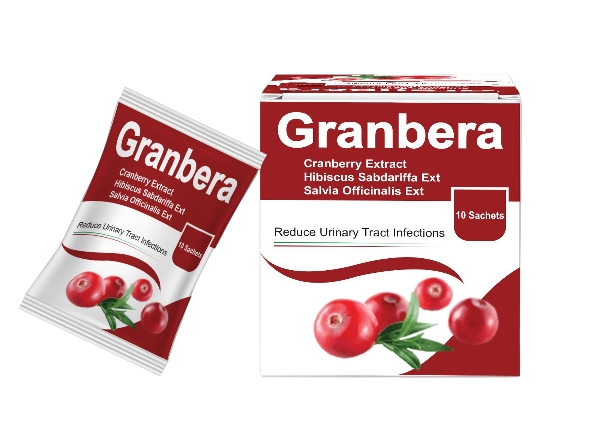 Granbera
Cranberry Extract
Hibiscus Sabdariffa Ext
Salvia Officinalis Ext
Reduce Urinary Tract Infections
10 Sachets
Granbera
Cranberry Extract
Hibiscus Sabdariffa Ext
Salvia Officinalis Ext
10 Sachets
Reduce Urinary Tract Infections